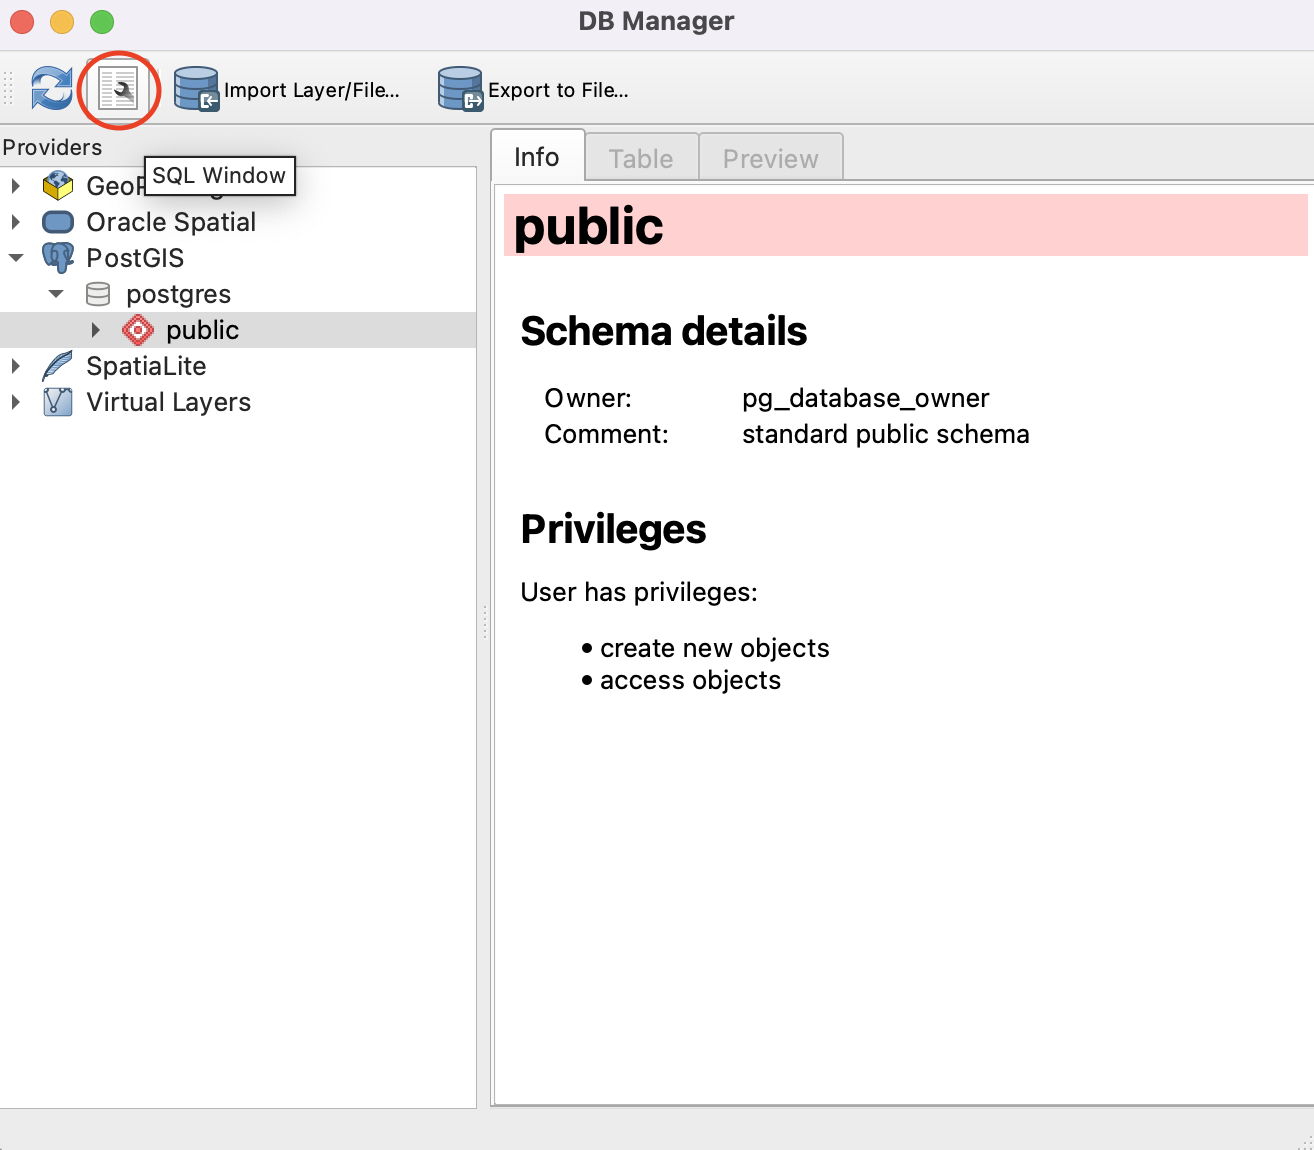 DB Manager
Import Layer/File...
Export to File...
Providers
SQL Window
Oracle Spatial
PostGIS
postgres
public
SpatiaLite
Virtual Layers
Info
Table
Preview
public
Schema details
Owner: pg_database_owner
Comment: standard public schema
Privileges
User has privileges:
• create new objects
• access objects